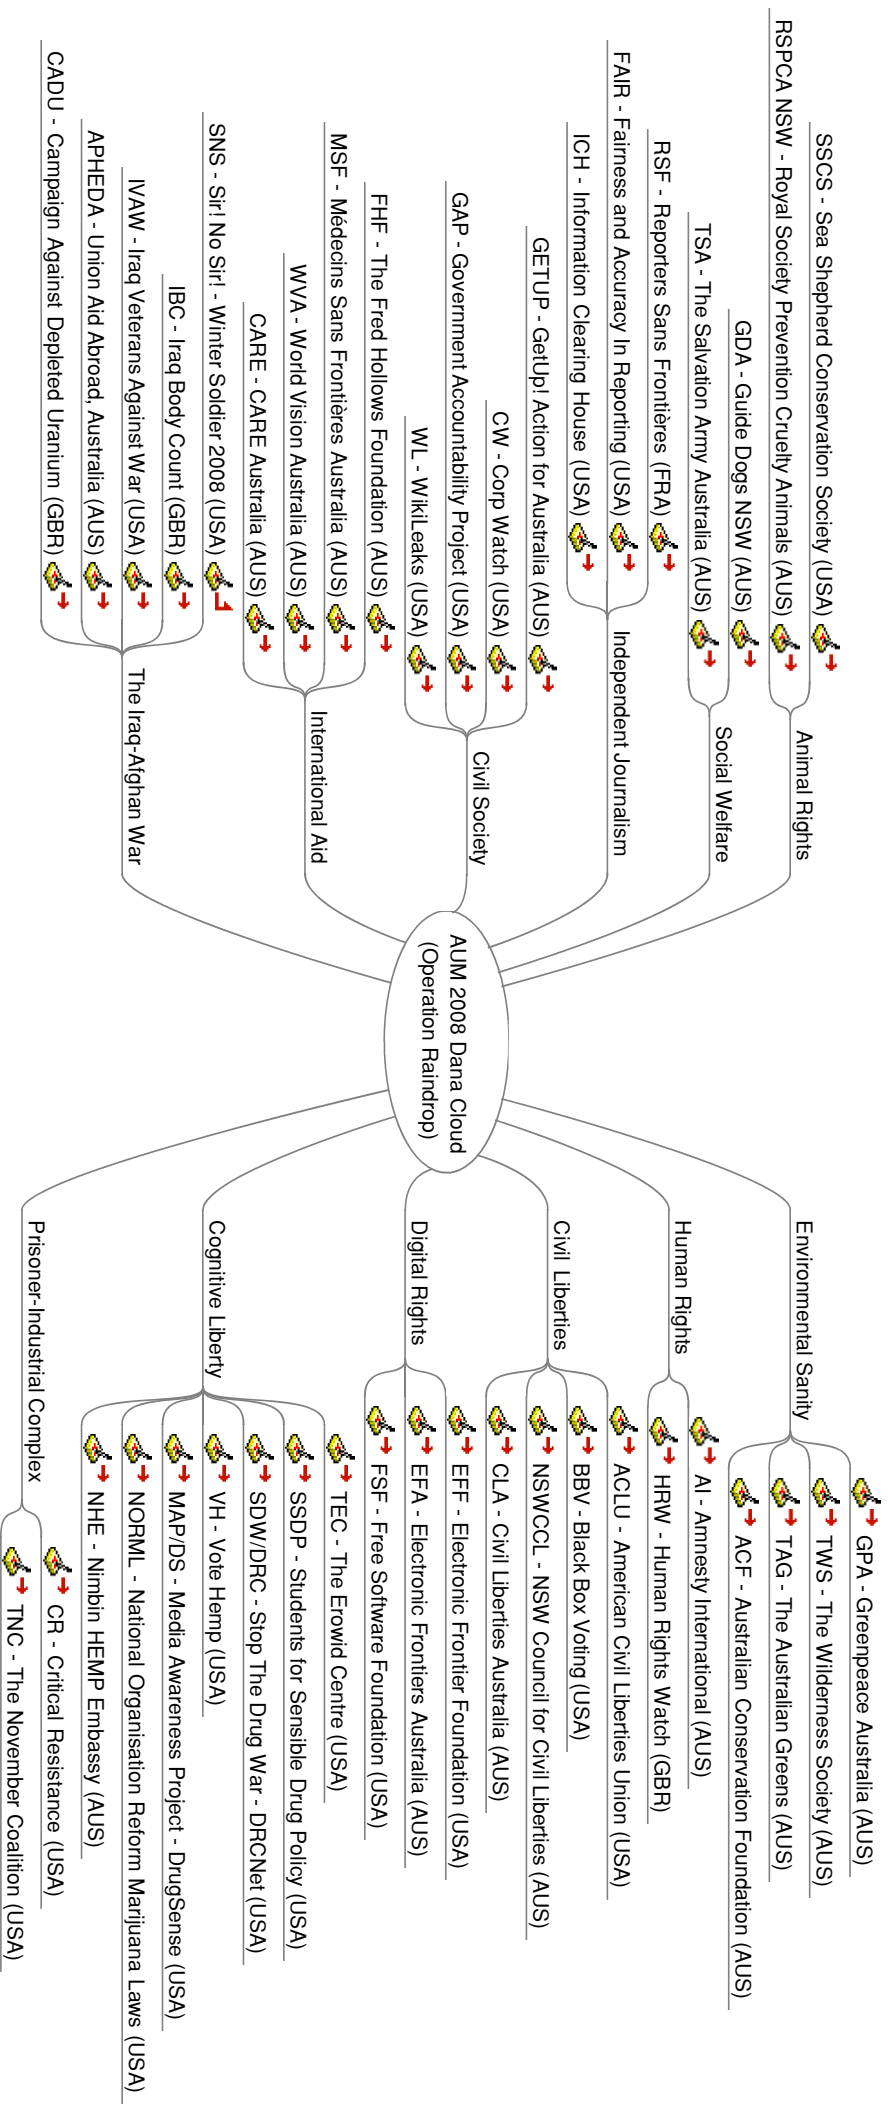 AUM 2008 Dana Cloud
(Operation Raindrop)
Animal Rights
SSCS - Sea Shepherd Conservation Society (USA)
RSPCA NSW - Royal Society Prevention Cruelty Animals (AUS)
Social Welfare
GDA - Guide Dogs NSW (AUS)
TSA - The Salvation Army Australia (AUS)
Independent Journalism
RSF - Reporters Sans Frontières (FRA)
FAIR - Fairness and Accuracy In Reporting (USA)
ICH - Information Clearing House (USA)
Civil Society
GETUP - GetUp! Action for Australia (AUS)
CW - Corp Watch (USA)
GAP - Government Accountability Project (USA)
WL - WikiLeaks (USA)
International Aid
FHF - The Fred Hollows Foundation (AUS)
MSF - Médecins Sans Frontières Australia (AUS)
WVA - World Vision Australia (AUS)
CARE - CARE Australia (AUS)
The Iraq-Afghan War
SNS - Sir! No Sir! - Winter Soldier 2008 (USA)
IBC - Iraq Body Count (GBR)
IVAW - Iraq Veterans Against War (USA)
APHEDA - Union Aid Abroad, Australia (AUS)
CADU - Campaign Against Depleted Uranium (GBR)
Environmental Sanity
GPA - Greenpeace Australia (AUS)
TWS - The Wilderness Society (AUS)
TAG - The Australian Greens (AUS)
ACF - Australian Conservation Foundation (AUS)
Human Rights
AI - Amnesty International (AUS)
HRW - Human Rights Watch (GBR)
Civil Liberties
ACLU - American Civil Liberties Union (USA)
BBV - Black Box Voting (USA)
NSWCCL - NSW Council for Civil Liberties (AUS)
CLA - Civil Liberties Australia (AUS)
Digital Rights
EFF - Electronic Frontier Foundation (USA)
EFA - Electronic Frontiers Australia (AUS)
FSF - Free Software Foundation (USA)
Cognitive Liberty
TEC - The Erowid Centre (USA)
SSDP - Students for Sensible Drug Policy (USA)
SDW/DRC - Stop The Drug War - DRCNet (USA)
VH - Vote Hemp (USA)
MAP/DS - Media Awareness Project - DrugSense (USA)
NORML - National Organisation Reform Marijuana Laws (USA)
NHE - Nimbin HEMP Embassy (AUS)
Prisoner-Industrial Complex
CR - Critical Resistance (USA)
TNC - The November Coalition (USA)